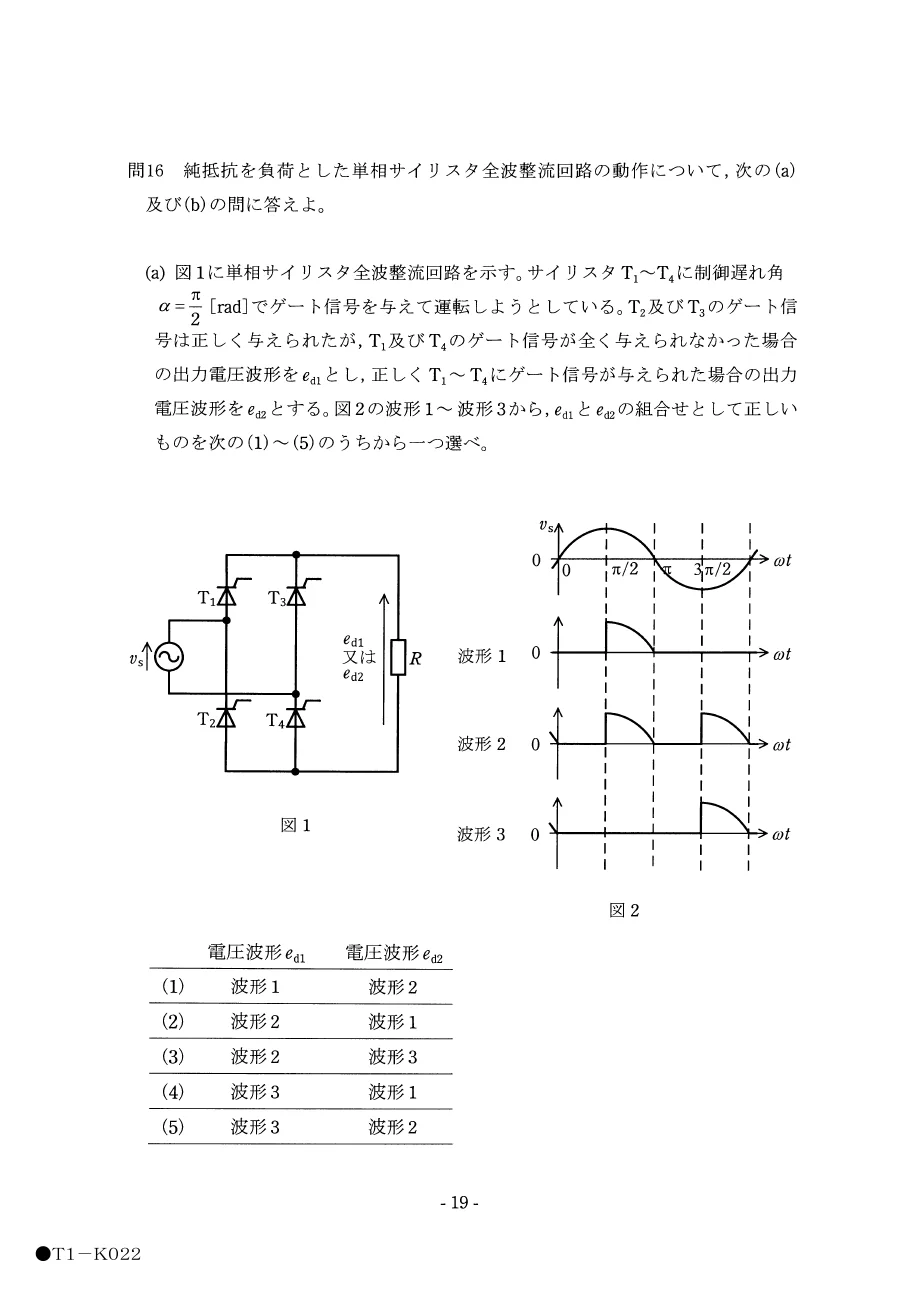 問16 純抵抗を負荷とした単相サイリスタ全波整流回路の動作について,次の(a)
及び(b)の問に答えよ。
(a) 図1に単相サイリスタ全波整流回路を示す。サイリスタT1～T4に制御遅れ角
α=π/2 [rad]でゲート信号を与えて運転しようとしている。T2及びT3のゲート信
号は正しく与えられたが,T1及びT4のゲート信号が全く与えられなかった場合
の出力電圧波形をed1とし,正しくT1～T4にゲート信号が与えられた場合の出力
電圧波形をed2とする。図2の波形1～波形3から,ed1とed2の組合せとして正しい
ものを次の(1)～(5)のうちから一つ選べ。
T1 T3
vs
ed1
又は
ed2
R
T2 T4
図1
vs
0 0 π/2 π 3π/2 ωt
波形1 0 ωt
波形2 0 ωt
波形3 0 ωt
図2
電圧波形ed1 電圧波形ed2
(1) 波形1 波形2
(2) 波形2 波形1
(3) 波形2 波形3
(4) 波形3 波形1
(5) 波形3 波形2
- 19 -
●T1－K022